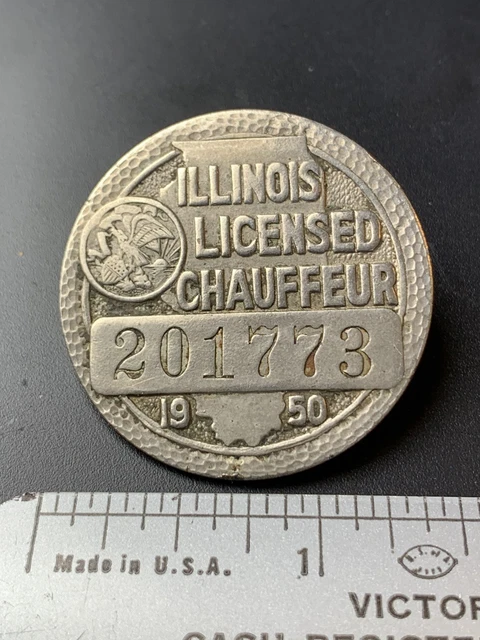 ILLINOIS
LICENSED
CHAUFFEUR
201773
19 50
Made in U.S.A. 1
VICTOR